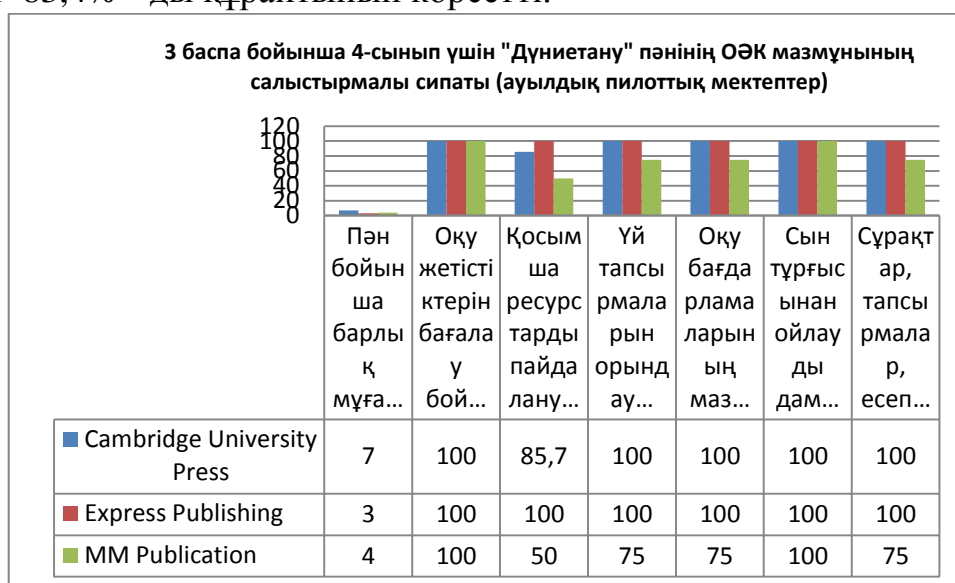 3 баспа бойынша 4-сынып үшін "Дүниетану" пәнінің ОӘК мазмұнының
салыстырмалы сипаты (ауылдық пилоттық мектептер)
120
100
80
60
40
20
0
Пән бойын ша барлы қ мұға...
Оқу жетісті ктерін бағала у бой...
Қосым ша ресурс тарды пайда лану...
Үй тапсы рмала рын орынд ау...
Оқу бағда рлама ларын ың маз...
Сын тұрғыс ынан ойлау ды дам...
Сұрақт ар, тапсы рмала р, есеп...
Cambridge University Press 7 100 85,7 100 100 100 100
Express Publishing 3 100 100 100 100 100 100
MM Publication 4 100 50 75 75 100 75